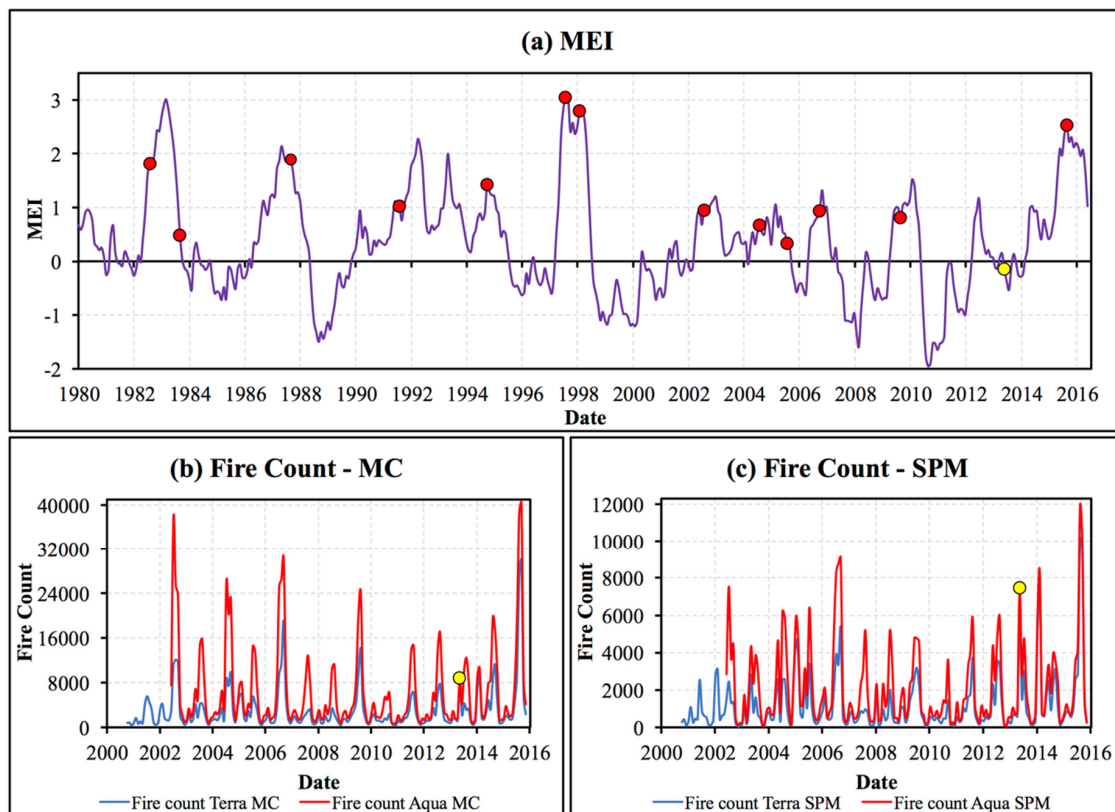 (a) MEI
3
2
1
0
-1
-2
MEI
1980 1982 1984 1986 1988 1990 1992 1994 1996 1998 2000 2002 2004 2006 2008 2010 2012 2014 2016
Date
(b) Fire Count - MC
40000
32000
24000
16000
8000
0
Fire Count
2000 2002 2004 2006 2008 2010 2012 2014 2016
Date
Fire count Terra MC Fire count Aqua MC
(c) Fire Count - SPM
12000
10000
8000
6000
4000
2000
0
Fire Count
2000 2002 2004 2006 2008 2010 2012 2014 2016
Date
Fire count Terra SPM Fire count Aqua SPM